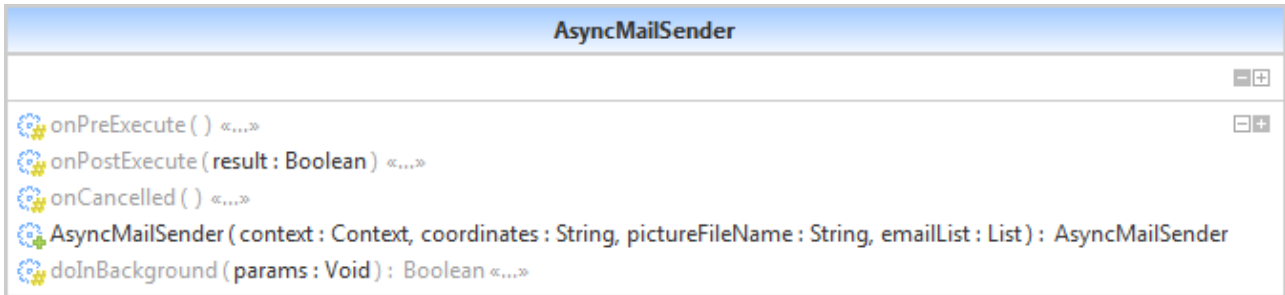 AsyncMailSender
onPreExecute ( ) «...»
onPostExecute ( result : Boolean ) «...»
onCancelled ( ) «...»
AsyncMailSender ( context : Context, coordinates : String, pictureFileName : String, emailList : List ) : AsyncMailSender
doInBackground ( params : Void ) : Boolean «...»